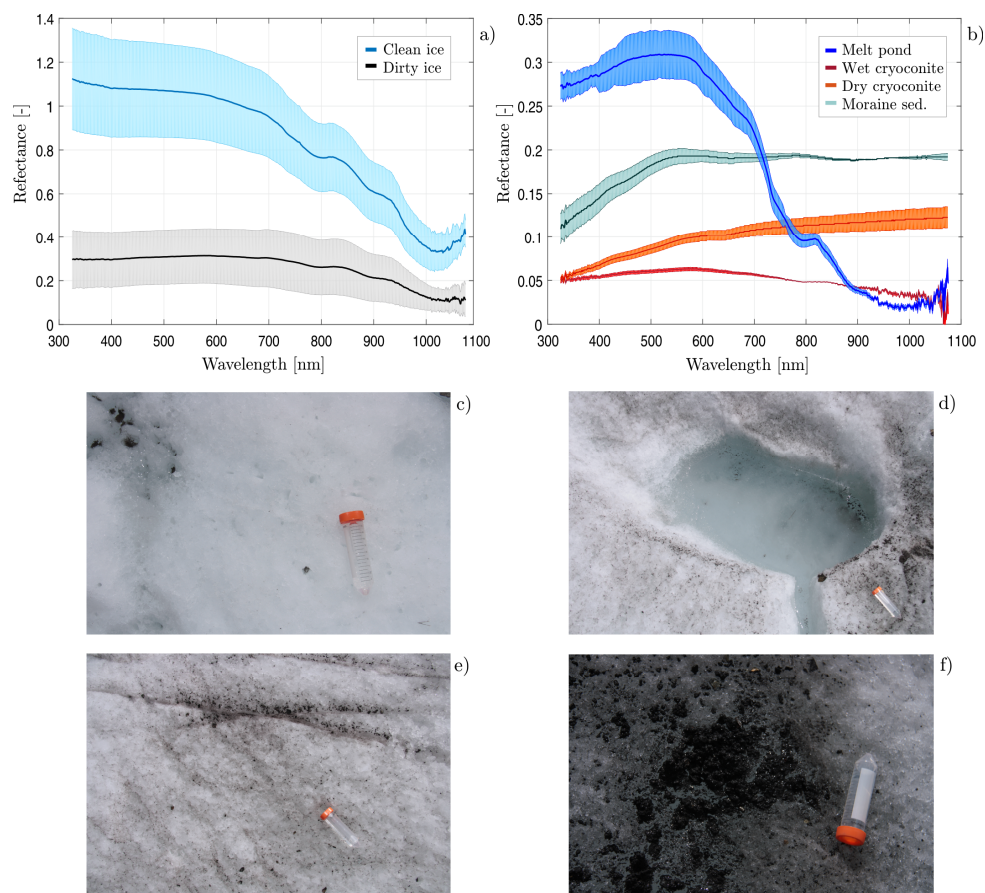 a)
Refectance [-]
1.4
1.2
1
0.8
0.6
0.4
0.2
0
Clean ice
Dirty ice
300 400 500 600 700 800 900 1000 1100
Wavelength [nm]
b)
Refectance [-]
0.35
0.30
0.25
0.2
0.15
0.1
0.05
0
Melt pond
Wet cryoconite
Dry cryoconite
Moraine sed.
300 400 500 600 700 800 900 1000 1100
Wavelength [nm]
c)
d)
e)
f)